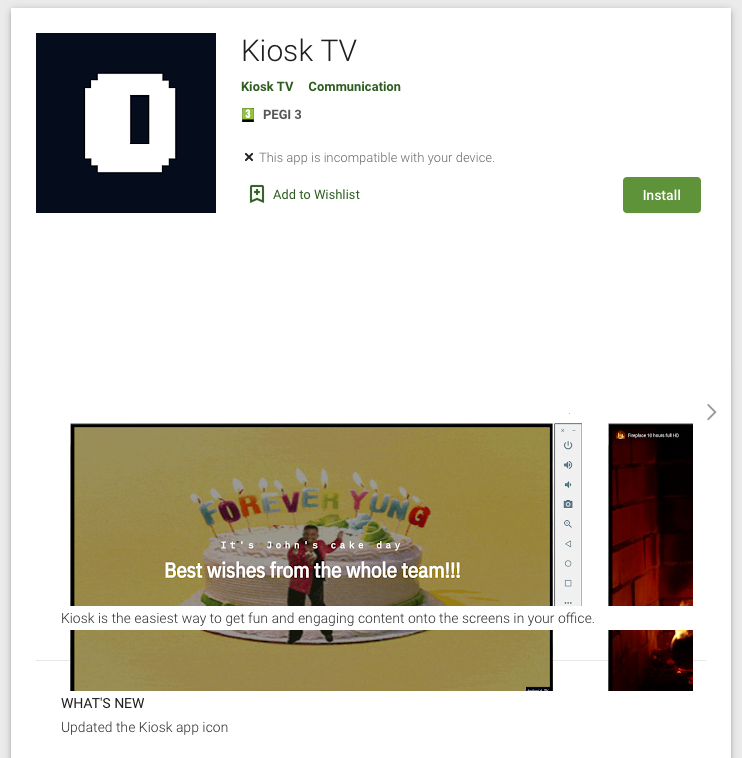 Kiosk TV
Kiosk TV Communication
3 PEGI 3
This app is incompatible with your device.
Add to Wishlist
Install
Fireplace 10 hours full HD
FOREVER YUNG
It's John's cake day
Best wishes from the whole team!!!
Kiosk is the easiest way to get fun and engaging content onto the screens in your office.
WHAT'S NEW
Updated the Kiosk app icon